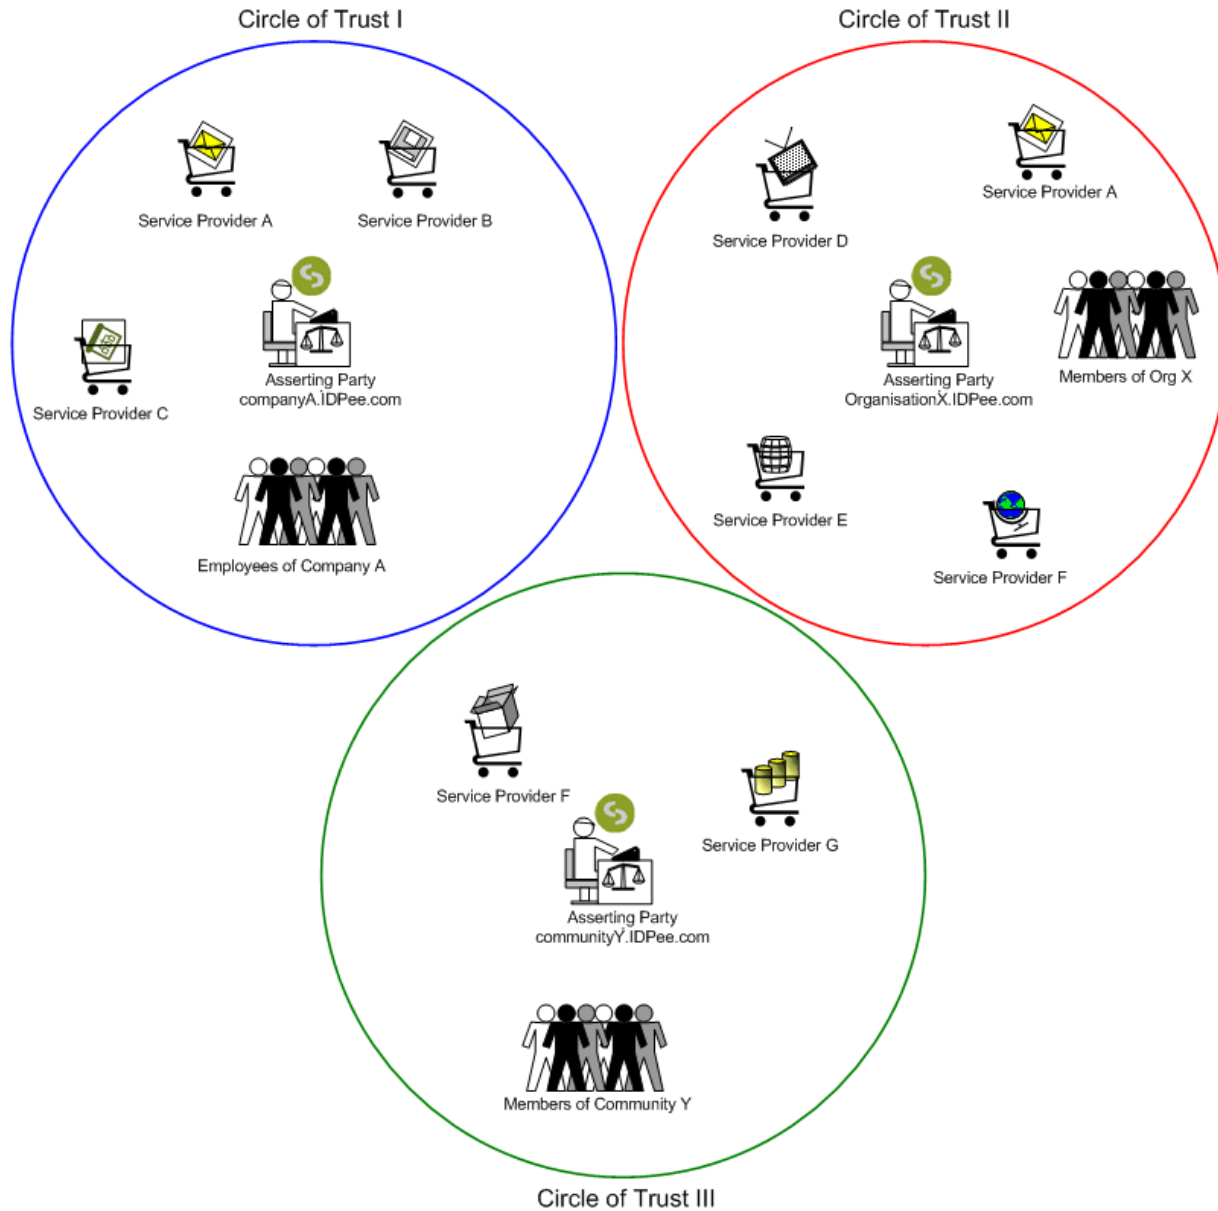 Circle of Trust I
Circle of Trust II
Service Provider A
Service Provider B
Service Provider D
Service Provider A
Service Provider C
Asserting Party
companyA.IDPee.com
Asserting Party
OrganisationX.IDPee.com
Members of Org X
Employees of Company A
Service Provider E
Service Provider F
Service Provider F
Service Provider G
Asserting Party
communityY.IDPee.com
Members of Community Y
Circle of Trust III